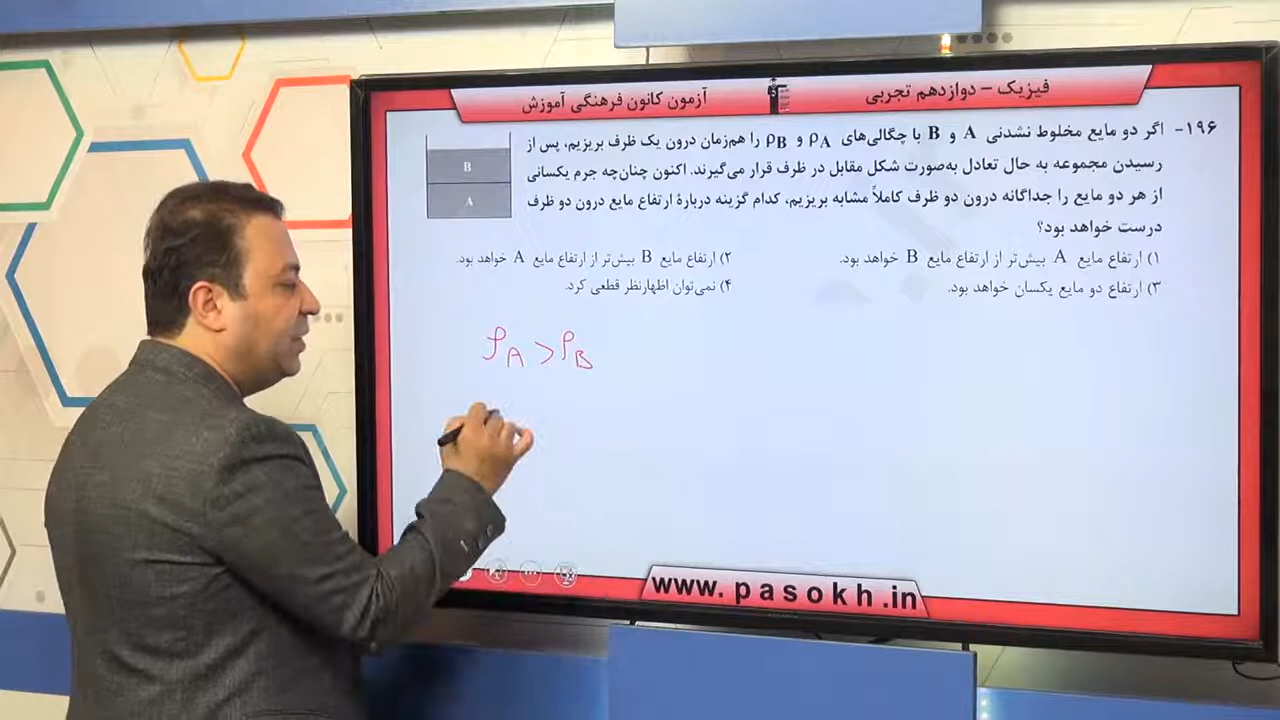 فیزیک – دوازدهم تجربی
آزمون کانون فرهنگی آموزش
۱۹۶- اگر دو مایع مخلوط نشدنی A و B با چگالی‌های ρA و ρB را هم‌زمان درون یک ظرف بریزیم، پس از
رسیدن مجموعه به حال تعادل به‌صورت شکل مقابل در ظرف قرار می‌گیرند. اکنون چنان‌چه جرم یکسانی
از هر دو مایع را جداگانه درون دو ظرف کاملاً مشابه بریزیم، کدام گزینه دربارهٔ ارتفاع مایع درون دو ظرف
درست خواهد بود؟
B
A
۱) ارتفاع مایع A بیش‌تر از ارتفاع مایع B خواهد بود.
۲) ارتفاع مایع B بیش‌تر از ارتفاع مایع A خواهد بود.
۳) ارتفاع دو مایع یکسان خواهد بود.
۴) نمی‌توان اظهارنظر قطعی کرد.
ρA > ρB
www.pasokh.in